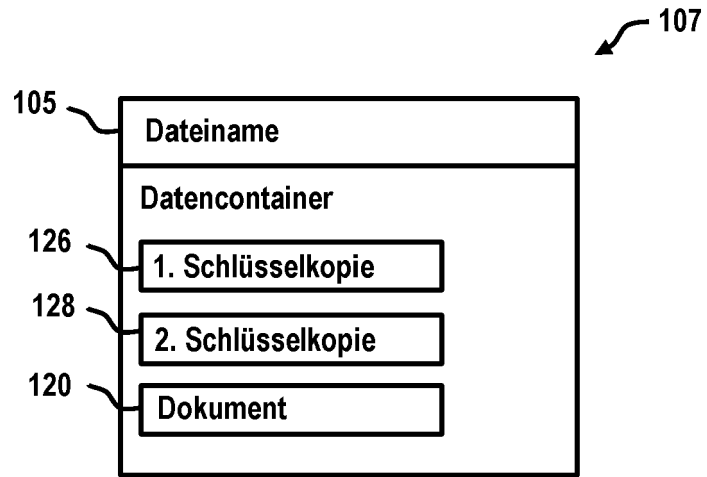 107
105
Dateiname
Datencontainer
126
1. Schlüsselkopie
128
2. Schlüsselkopie
120
Dokument